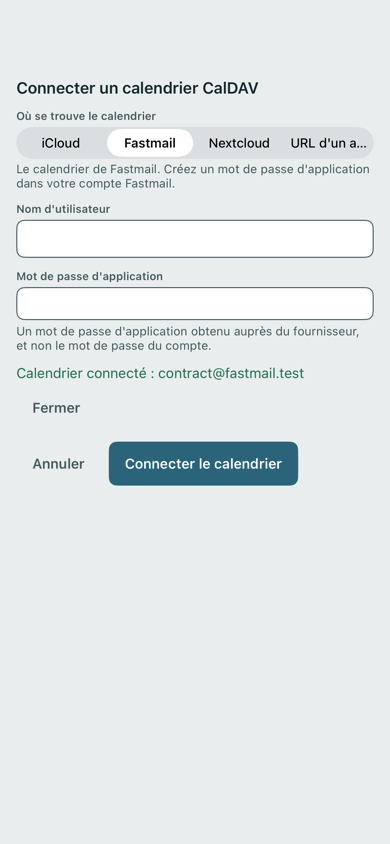 Connecter un calendrier CalDAV
Où se trouve le calendrier
iCloud
Fastmail
Nextcloud
URL d'un a...
Le calendrier de Fastmail. Créez un mot de passe d'application
dans votre compte Fastmail.
Nom d'utilisateur
Mot de passe d'application
Un mot de passe d'application obtenu auprès du fournisseur,
et non le mot de passe du compte.
Calendrier connecté : contract@fastmail.test
Fermer
Annuler
Connecter le calendrier